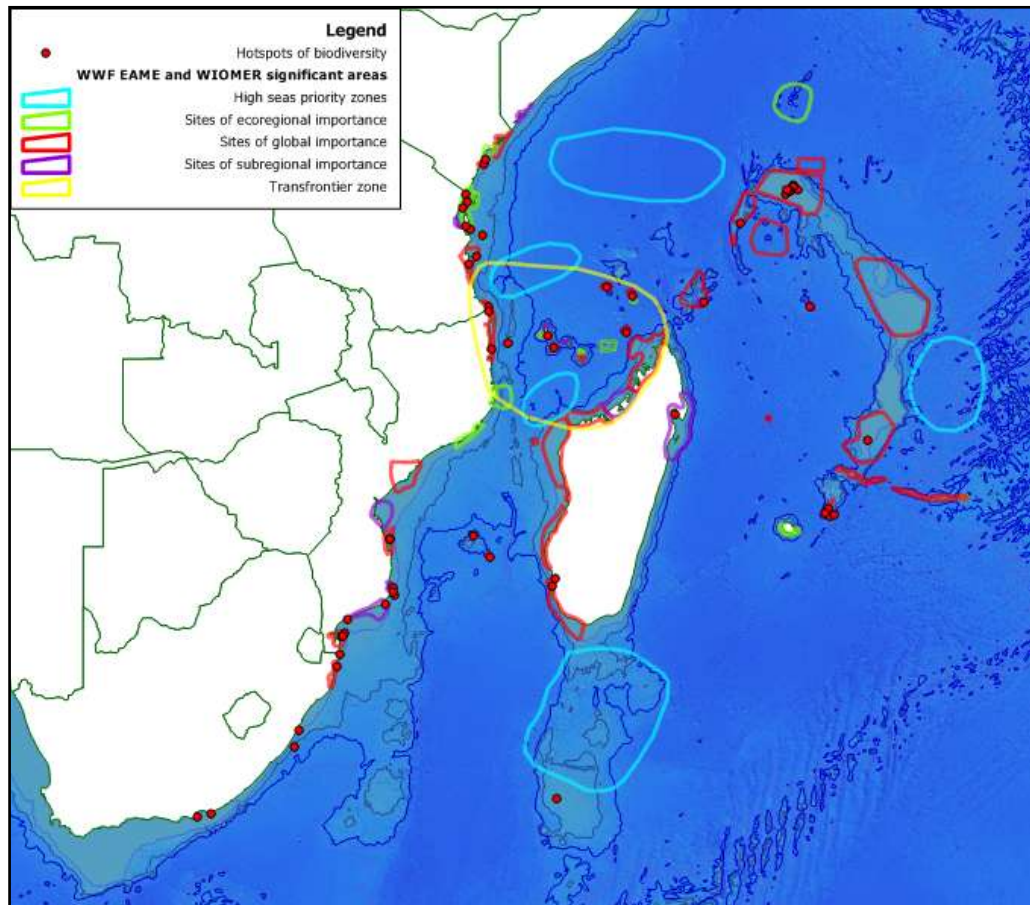 Legend
Hotspots of biodiversity
WWF EAME and WIOMER significant areas
High seas priority zones
Sites of ecoregional importance
Sites of global importance
Sites of subregional importance
Transfrontier zone